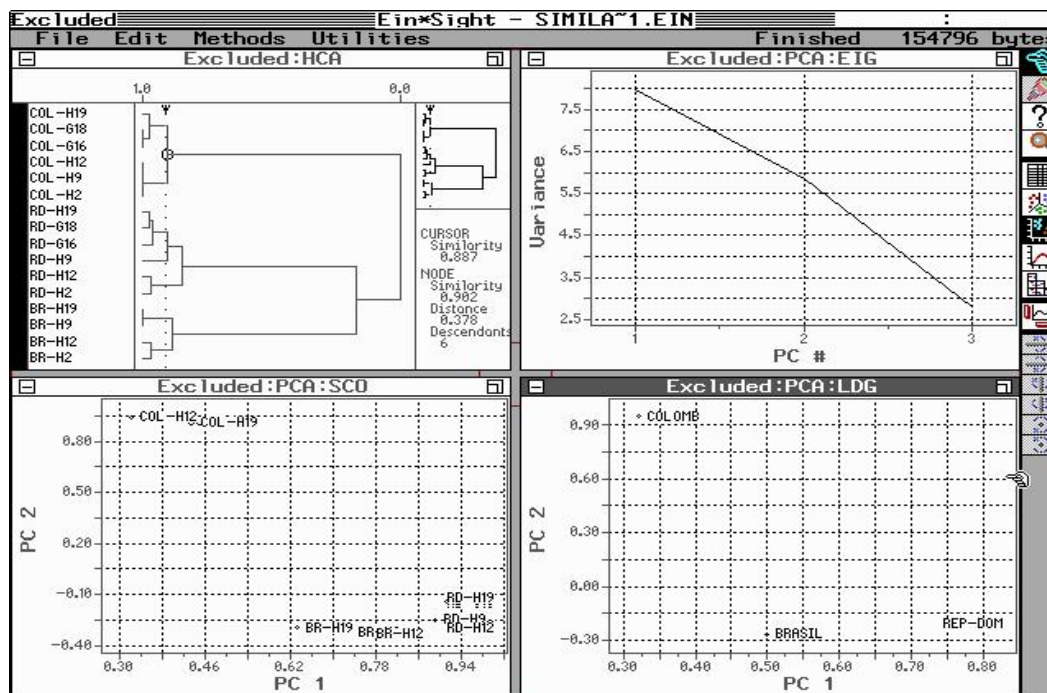 Excluded Ein*Sight - SIMILA~1.EIN :
File Edit Methods Utilities Finished 154796 bytes
Excluded:HCA
1.0 0.0
COL-H19
COL-G18
COL-G16
COL-H12
COL-H9
COL-H2
RD-H19
RD-G18
RD-G16
RD-H9
RD-H12
RD-H2
BR-H19
BR-H9
BR-H12
BR-H2
CURSOR
Similarity
0.887
NODE
Similarity
0.902
Distance
0.378
Descendants
6
Excluded:PCA:EIG
Variance
7.5
6.5
5.5
4.5
3.5
2.5
1 2 3
PC #
?
Excluded:PCA:SCO
PC 2
COL-H12 COL-H19
0.80
0.50
0.20
-0.10
RD-H19
RD-H9
BR-H19 BR BR-H12 RD-H12
-0.40
0.30 0.46 0.62 0.78 0.94
PC 1
Excluded:PCA:LDG
PC 2
0.90 COLOMB
0.60
0.30
0.00
REP-DOM
-0.30 BRASIL
0.30 0.40 0.50 0.60 0.70 0.80
PC 1